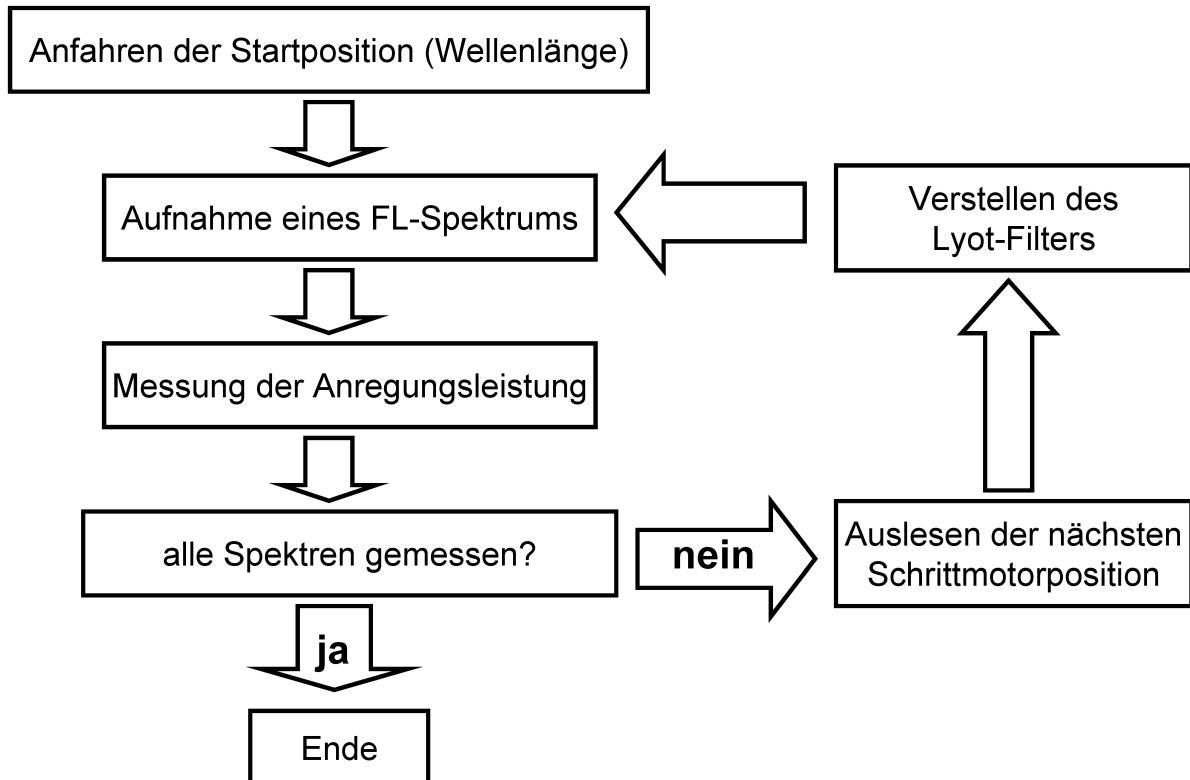 Anfahren der Startposition (Wellenlänge)
Aufnahme eines FL-Spektrums
Messung der Anregungsleistung
alle Spektren gemessen?
nein
Auslesen der nächsten
Schrittmotorposition
Verstellen des
Lyot-Filters
ja
Ende